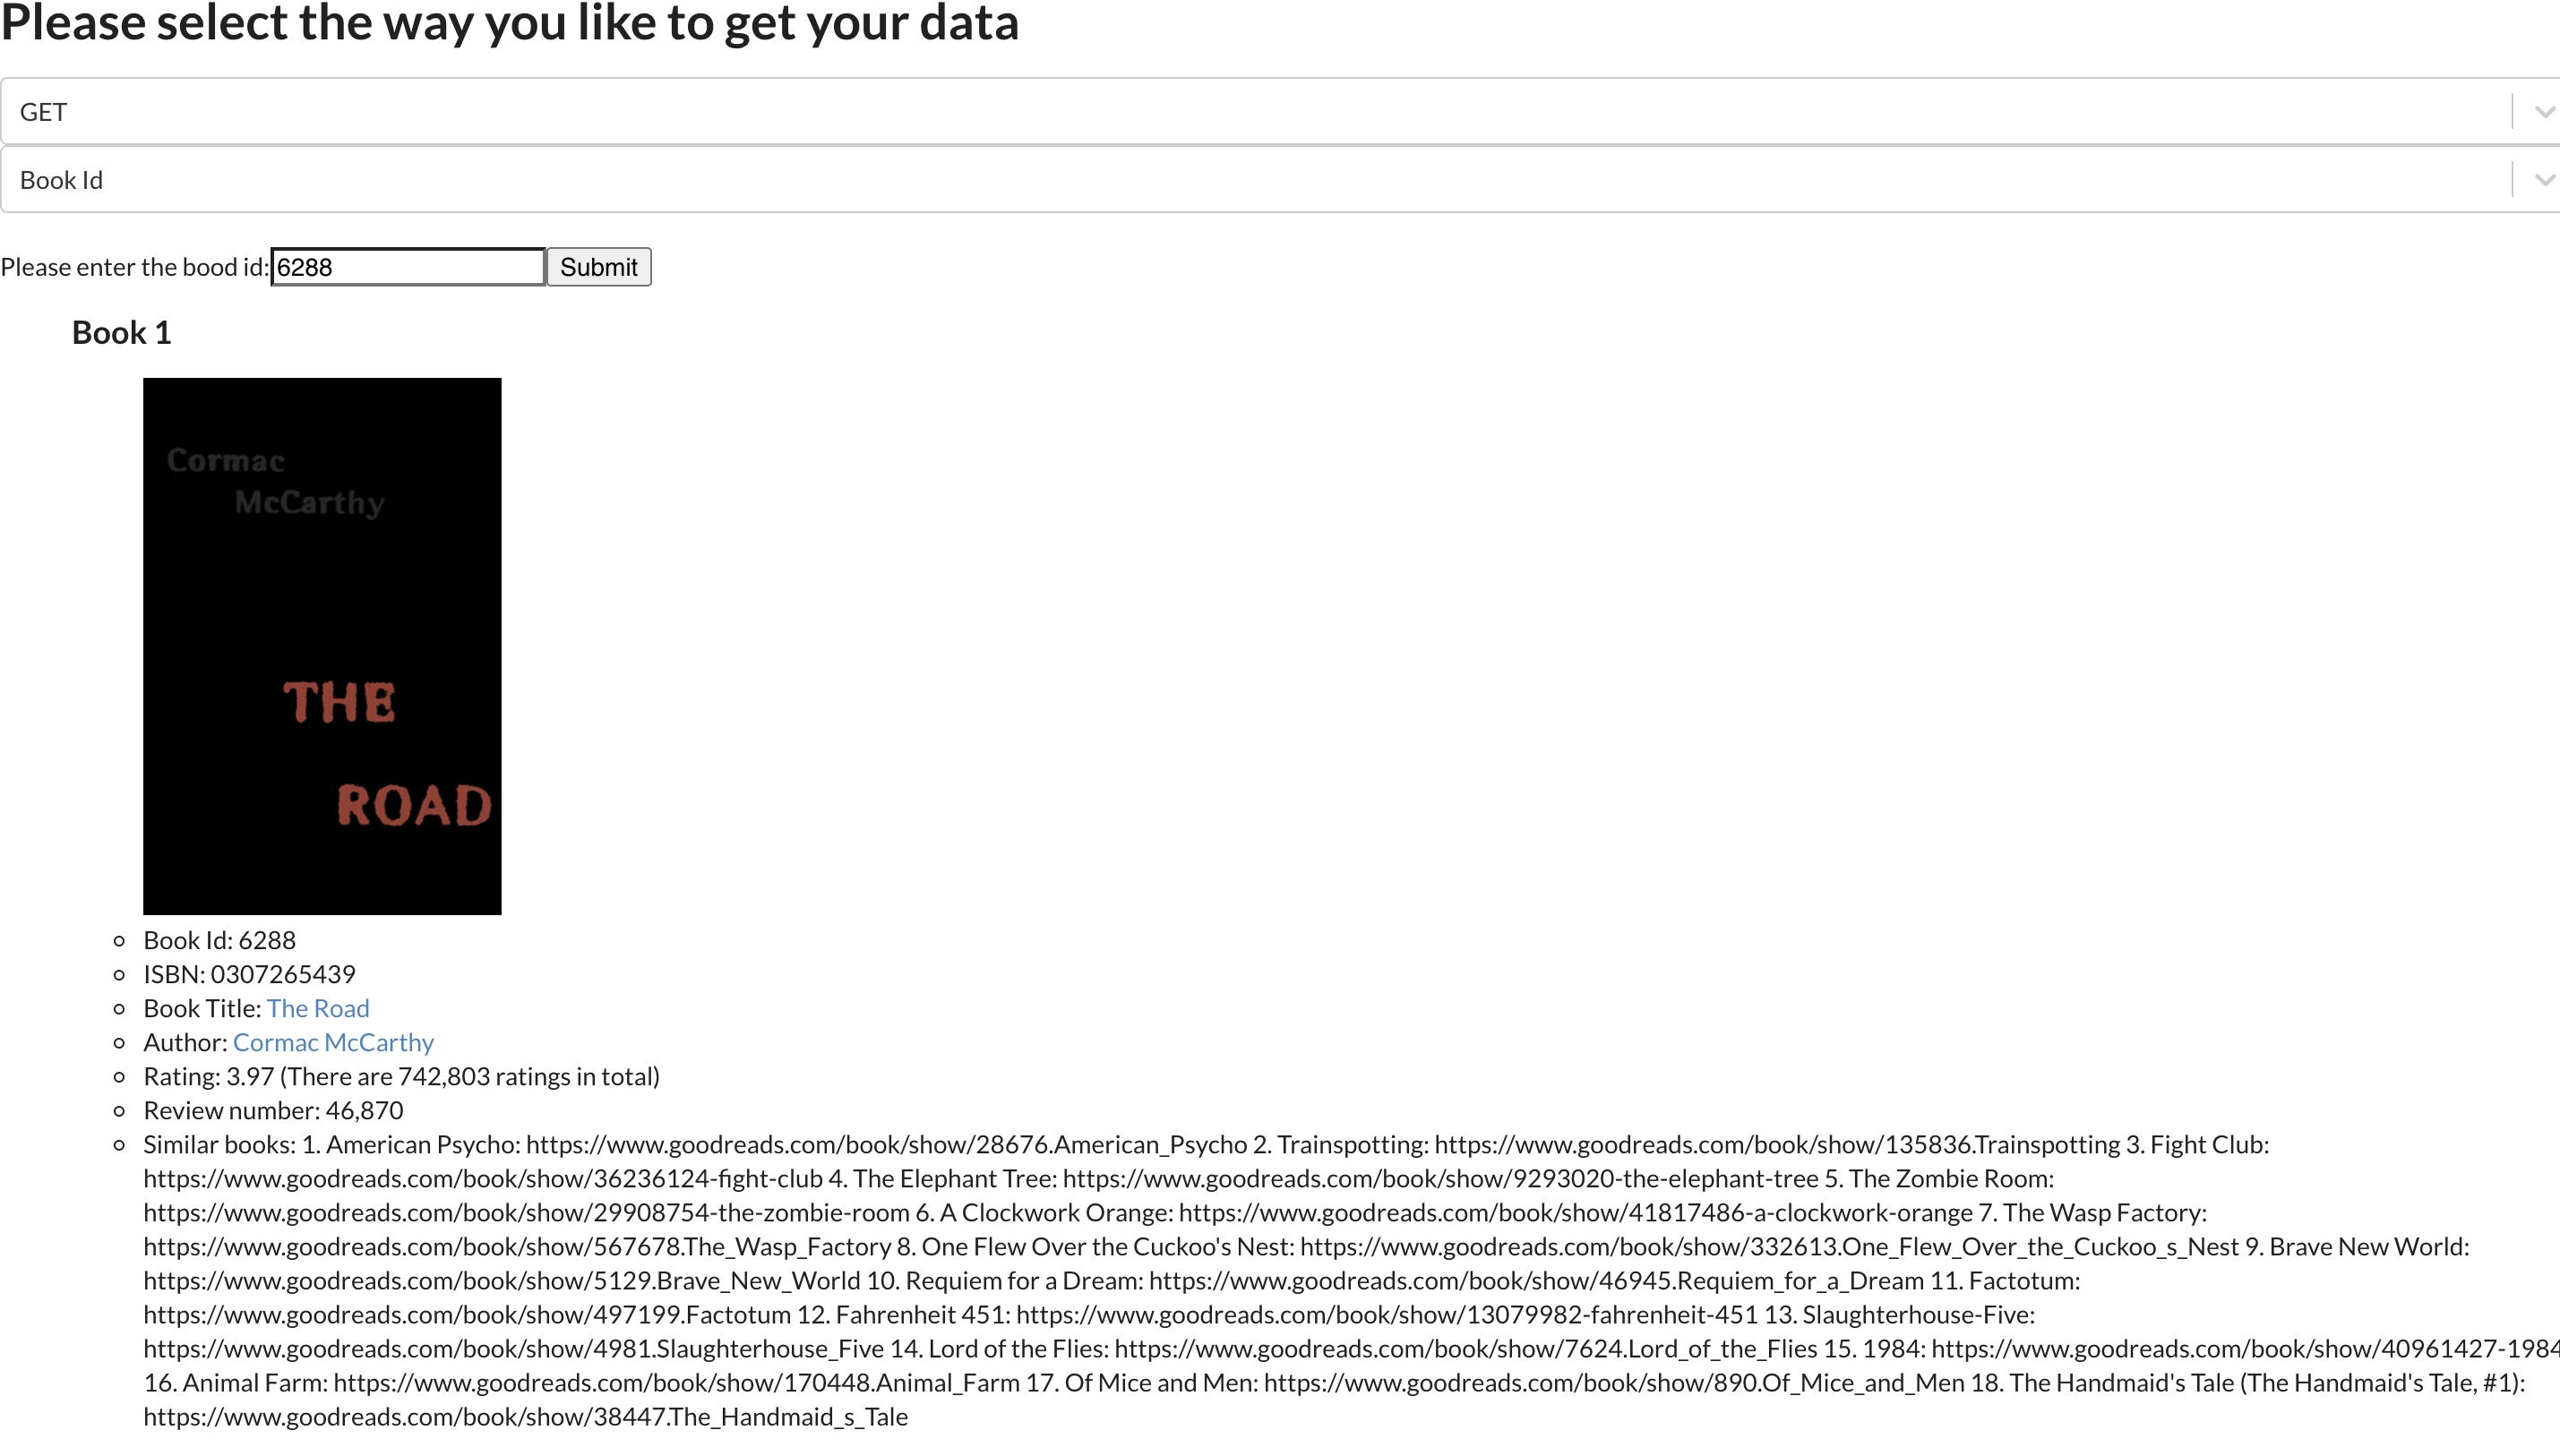 Please select the way you like to get your data
GET
Book Id
Please enter the bood id: 6288 Submit
Book 1
Cormac
McCarthy
THE
ROAD
Book Id: 6288
ISBN: 0307265439
Book Title: The Road
Author: Cormac McCarthy
Rating: 3.97 (There are 742,803 ratings in total)
Review number: 46,870
Similar books: 1. American Psycho: https://www.goodreads.com/book/show/28676.American_Psycho 2. Trainspotting: https://www.goodreads.com/book/show/135836.Trainspotting 3. Fight Club:
https://www.goodreads.com/book/show/36236124-fight-club 4. The Elephant Tree: https://www.goodreads.com/book/show/9293020-the-elephant-tree 5. The Zombie Room:
https://www.goodreads.com/book/show/29908754-the-zombie-room 6. A Clockwork Orange: https://www.goodreads.com/book/show/41817486-a-clockwork-orange 7. The Wasp Factory:
https://www.goodreads.com/book/show/567678.The_Wasp_Factory 8. One Flew Over the Cuckoo's Nest: https://www.goodreads.com/book/show/332613.One_Flew_Over_the_Cuckoo_s_Nest 9. Brave New World:
https://www.goodreads.com/book/show/5129.Brave_New_World 10. Requiem for a Dream: https://www.goodreads.com/book/show/46945.Requiem_for_a_Dream 11. Factotum:
https://www.goodreads.com/book/show/497199.Factotum 12. Fahrenheit 451: https://www.goodreads.com/book/show/13079982-fahrenheit-451 13. Slaughterhouse-Five:
https://www.goodreads.com/book/show/4981.Slaughterhouse_Five 14. Lord of the Flies: https://www.goodreads.com/book/show/7624.Lord_of_the_Flies 15. 1984: https://www.goodreads.com/book/show/40961427-1984
16. Animal Farm: https://www.goodreads.com/book/show/170448.Animal_Farm 17. Of Mice and Men: https://www.goodreads.com/book/show/890.Of_Mice_and_Men 18. The Handmaid's Tale (The Handmaid's Tale, #1):
https://www.goodreads.com/book/show/38447.The_Handmaid_s_Tale